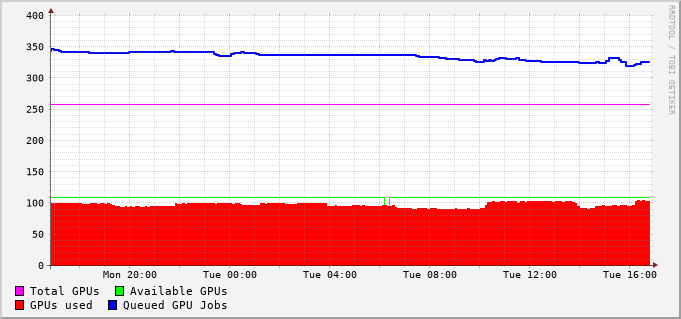 400
350
300
250
200
150
100
50
0
Mon 20:00 Tue 00:00 Tue 04:00 Tue 08:00 Tue 12:00 Tue 16:00
Total GPUs Available GPUs
GPUs used Queued GPU Jobs
RRDTOOL / TOBI OETIKER